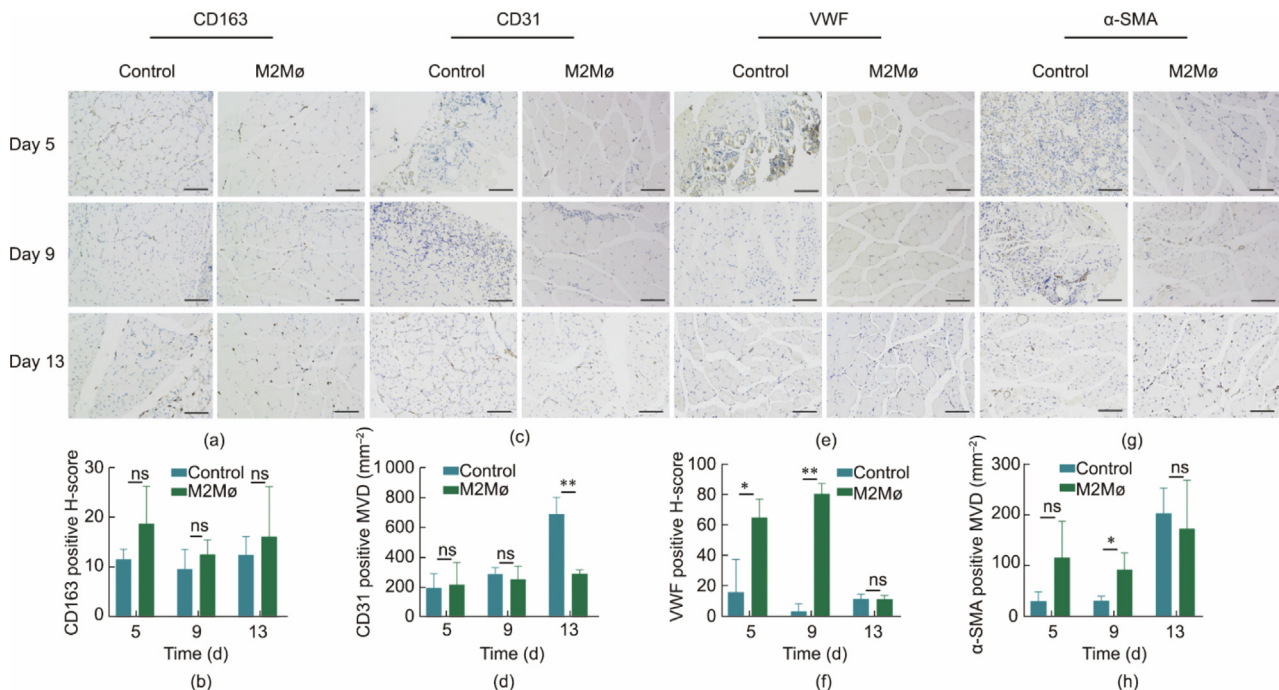 CD163 CD31 VWF α-SMA
Control M2Mø Control M2Mø Control M2Mø Control M2Mø
Day 5
Day 9
Day 13
(a) (c) (e) (g)
CD163 positive H-score
30
20
10
0
Control
M2Mø
ns ns ns
5 9 13
Time (d)
(b)
CD31 positive MVD (mm⁻²)
1 000
800
600
400
200
0
Control
M2Mø
ns ns **
5 9 13
Time (d)
(d)
VWF positive H-score
100
80
60
40
20
0
Control
M2Mø
* ** ns
5 9 13
Time (d)
(f)
α-SMA positive MVD (mm⁻²)
300
200
100
0
Control
M2Mø
ns * ns
5 9 13
Time (d)
(h)